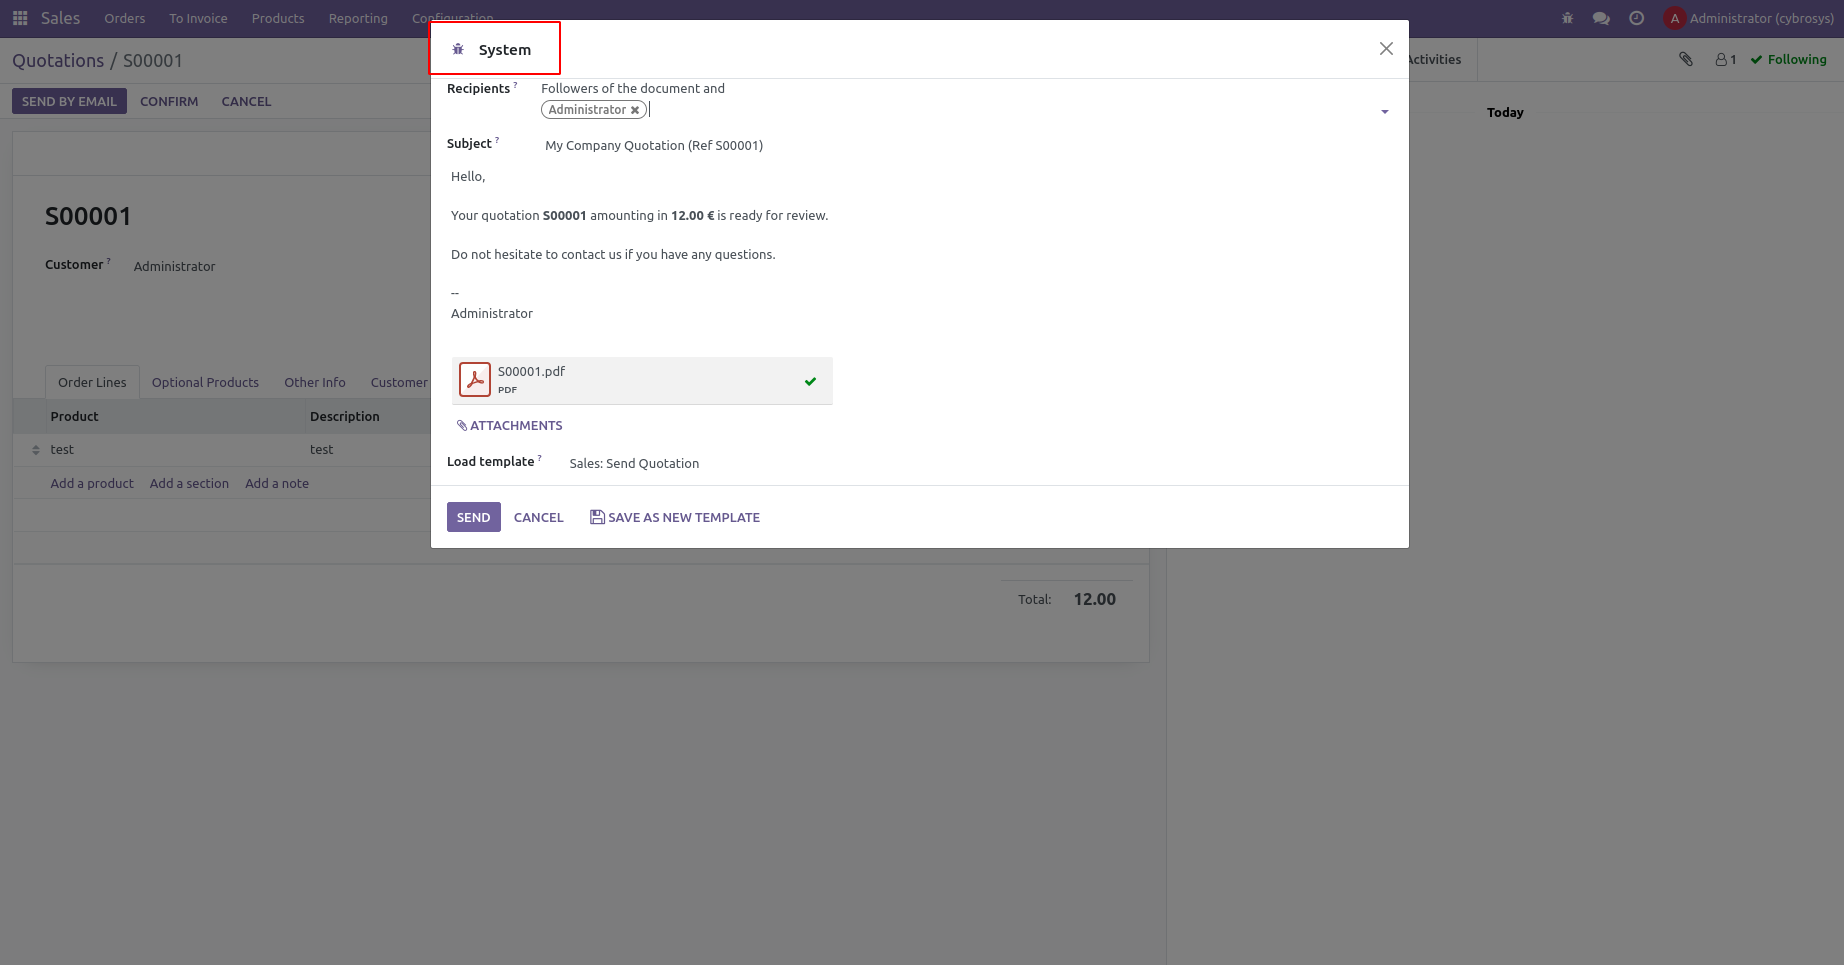 Sales Orders To Invoice Products Reporting Configuration A Administrator (cybrosys)
Quotations / S00001
SEND BY EMAIL CONFIRM CANCEL
Activities 1 Following
Today
System
Recipients ? Followers of the document and
Administrator
Subject ? My Company Quotation (Ref S00001)
Hello,
Your quotation S00001 amounting in 12.00 € is ready for review.
Do not hesitate to contact us if you have any questions.
--
Administrator
S00001.pdf
PDF
ATTACHMENTS
Load template ? Sales: Send Quotation
SEND CANCEL SAVE AS NEW TEMPLATE
S00001
Customer ? Administrator
Order Lines Optional Products Other Info Customer
Product Description
test test
Add a product Add a section Add a note
Total: 12.00